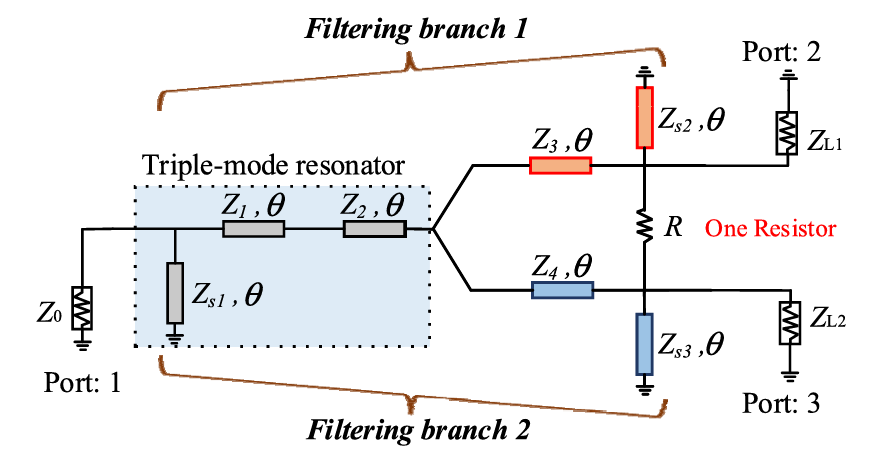 Filtering branch 1
Port: 2
Zs2 ,θ
Z3 ,θ
ZL1
Triple-mode resonator
Z1 ,θ
Z2 ,θ
R
One Resistor
Z4 ,θ
Zs1 ,θ
Z0
ZL2
Zs3 ,θ
Port: 1
Port: 3
Filtering branch 2